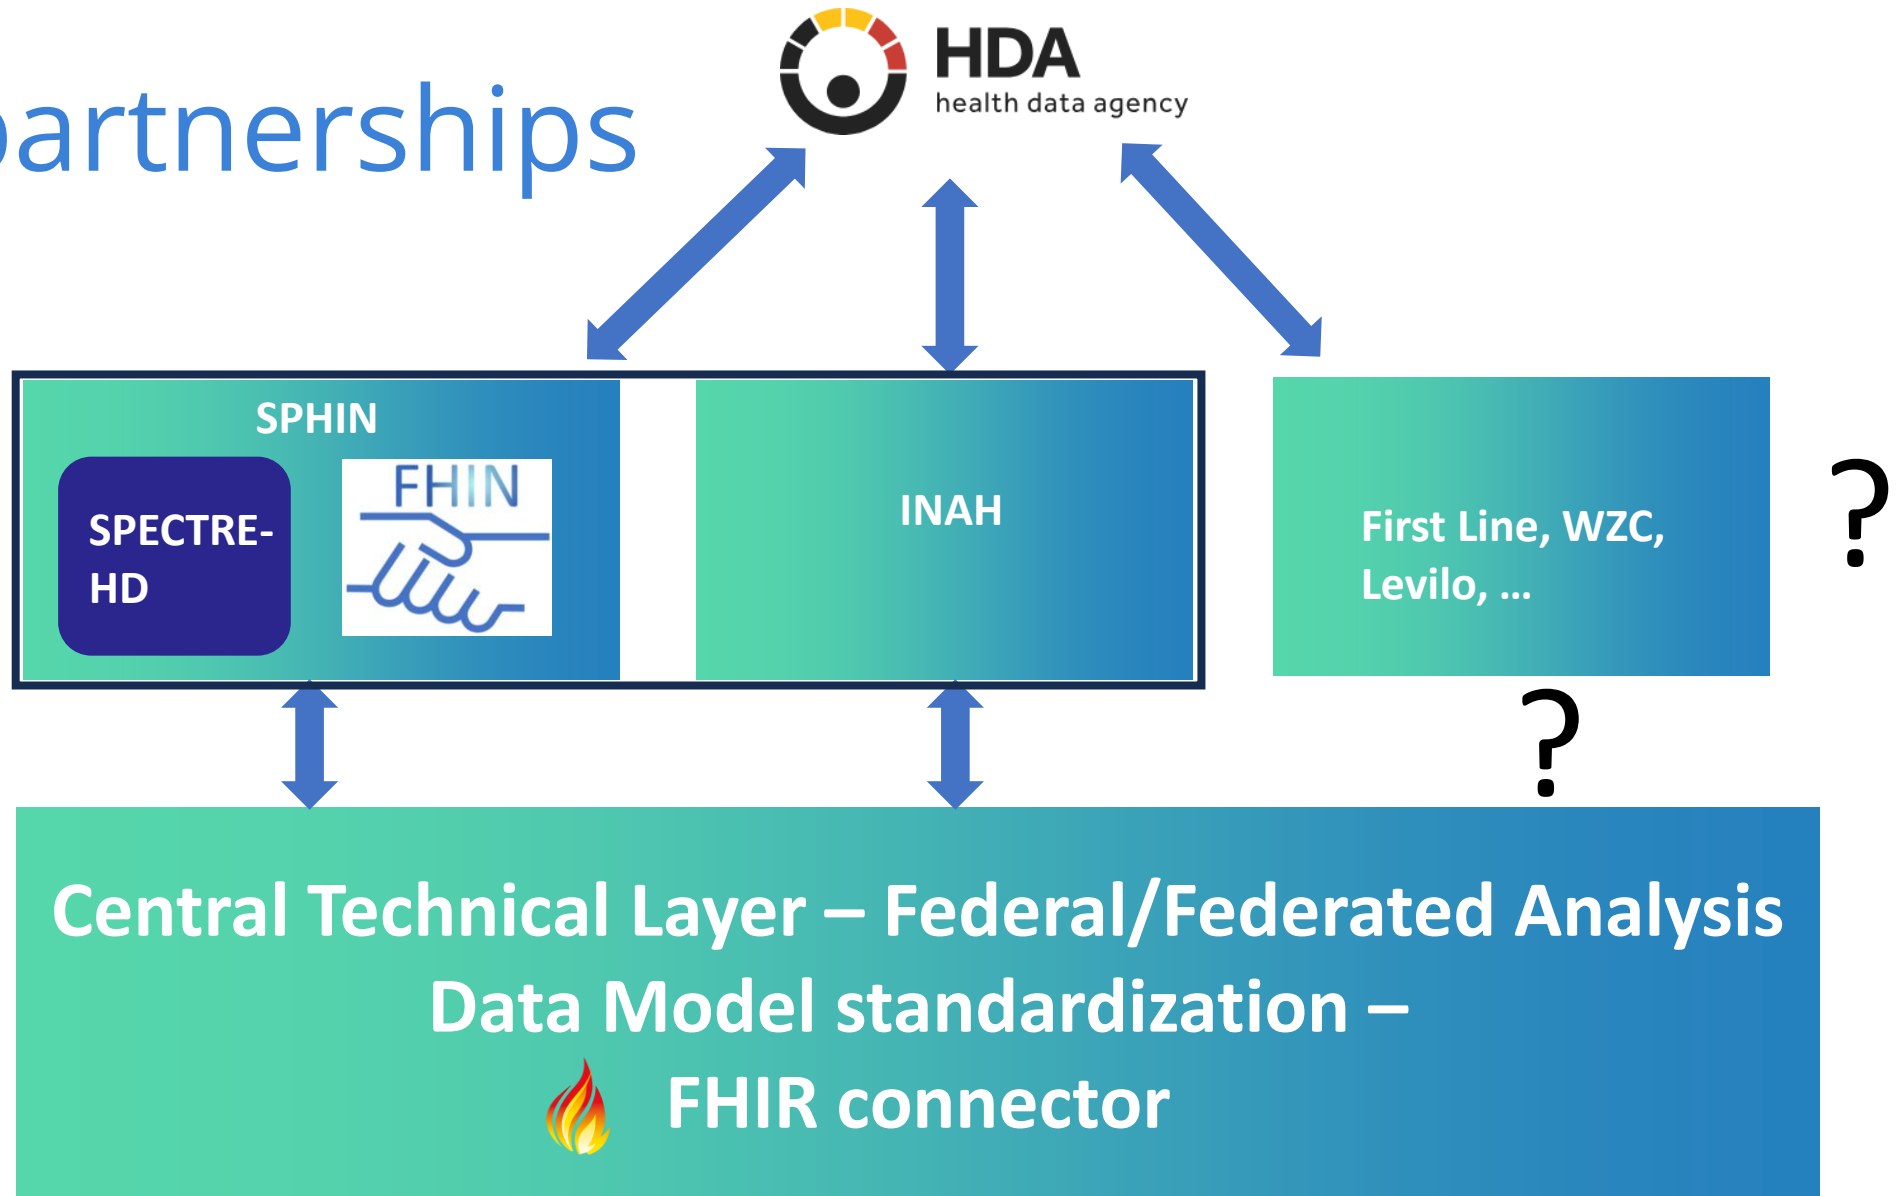 HDA
health data agency
partnerships
SPHIN
SPECTRE-
HD
FHIN
INAH
First Line, WZC,
Levilo, ...
?
?
Central Technical Layer – Federal/Federated Analysis
Data Model standardization –
FHIR connector